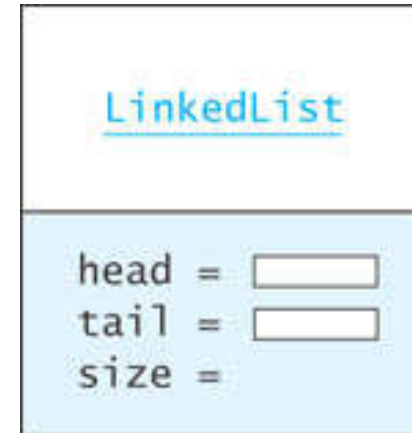 LinkedList
head =
tail =
size =